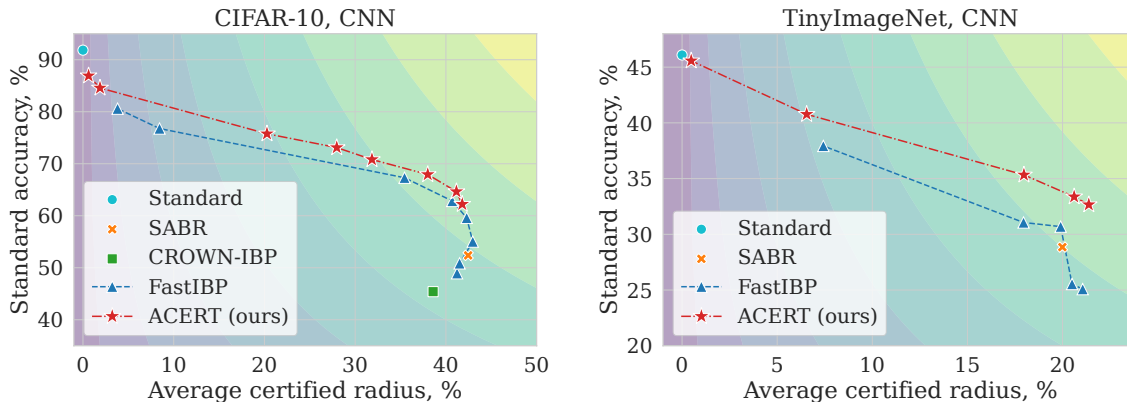 CIFAR-10, CNN
Standard accuracy, %
90
80
70
60
50
40
Standard
SABR
CROWN-IBP
FastIBP
ACERT (ours)
0 10 20 30 40 50
Average certified radius, %
TinyImageNet, CNN
Standard accuracy, %
45
40
35
30
25
20
Standard
SABR
FastIBP
ACERT (ours)
0 5 10 15 20
Average certified radius, %